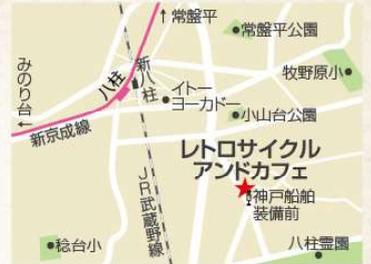 ↑常盤平
常盤平公園
みのり台
←
八柱
新八柱
イトー
ヨーカドー
牧野原小
小山台公園
新京成線
レトロサイクル
アンドカフェ
神戸船舶
装備前
JR武蔵野線
稔台小
八柱霊園